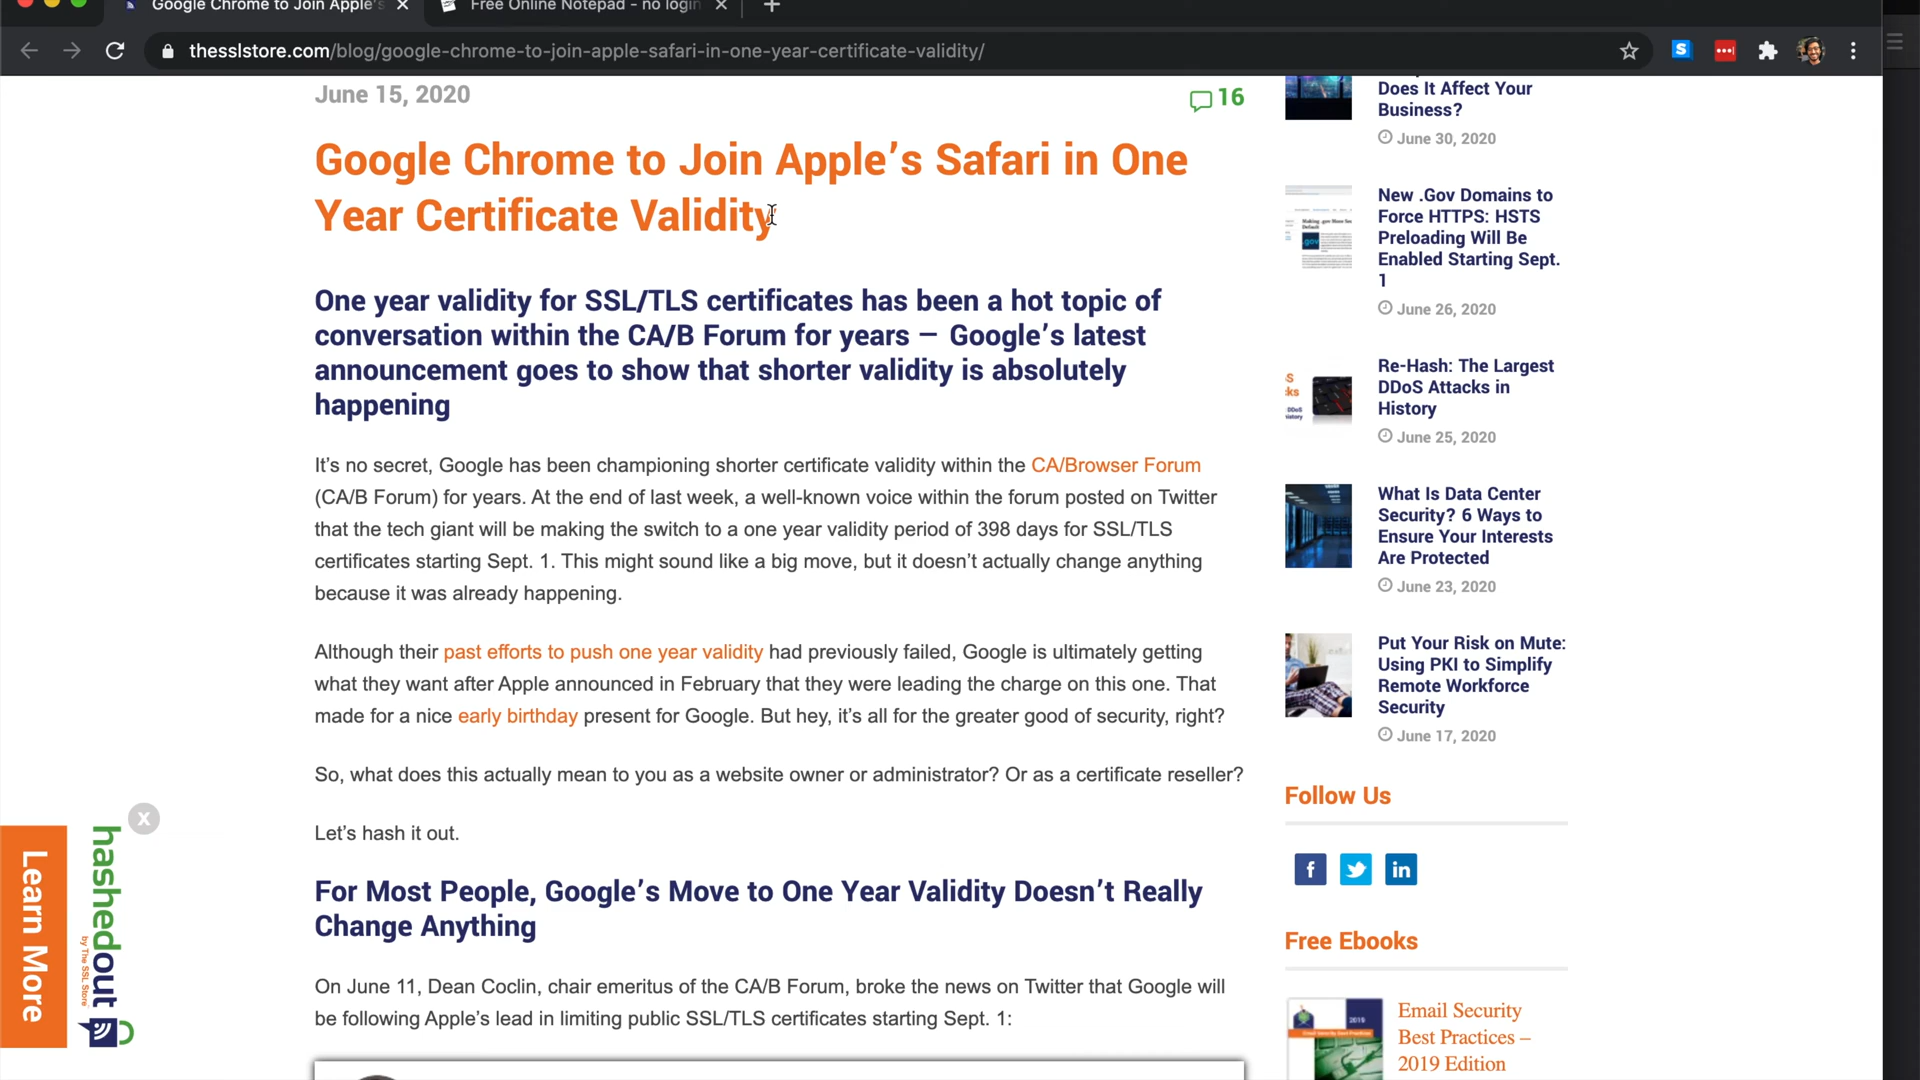 Google Chrome to Join Apple's
Free Online Notepad - no login
thesslstore.com/blog/google-chrome-to-join-apple-safari-in-one-year-certificate-validity/
June 15, 2020
16
Google Chrome to Join Apple's Safari in One
Year Certificate Validity
One year validity for SSL/TLS certificates has been a hot topic of
conversation within the CA/B Forum for years — Google's latest
announcement goes to show that shorter validity is absolutely
happening
It's no secret, Google has been championing shorter certificate validity within the CA/Browser Forum
(CA/B Forum) for years. At the end of last week, a well-known voice within the forum posted on Twitter
that the tech giant will be making the switch to a one year validity period of 398 days for SSL/TLS
certificates starting Sept. 1. This might sound like a big move, but it doesn't actually change anything
because it was already happening.
Although their past efforts to push one year validity had previously failed, Google is ultimately getting
what they want after Apple announced in February that they were leading the charge on this one. That
made for a nice early birthday present for Google. But hey, it's all for the greater good of security, right?
So, what does this actually mean to you as a website owner or administrator? Or as a certificate reseller?
Let's hash it out.
For Most People, Google's Move to One Year Validity Doesn't Really
Change Anything
On June 11, Dean Coclin, chair emeritus of the CA/B Forum, broke the news on Twitter that Google will
be following Apple's lead in limiting public SSL/TLS certificates starting Sept. 1:
Does It Affect Your
Business?
June 30, 2020
New .Gov Domains to
Force HTTPS: HSTS
Preloading Will Be
Enabled Starting Sept.
1
June 26, 2020
Re-Hash: The Largest
DDoS Attacks in
History
June 25, 2020
What Is Data Center
Security? 6 Ways to
Ensure Your Interests
Are Protected
June 23, 2020
Put Your Risk on Mute:
Using PKI to Simplify
Remote Workforce
Security
June 17, 2020
Follow Us
Free Ebooks
2019
Email Security
Best Practices –
2019 Edition
X
Learn More
hashedout
by The SSL Store